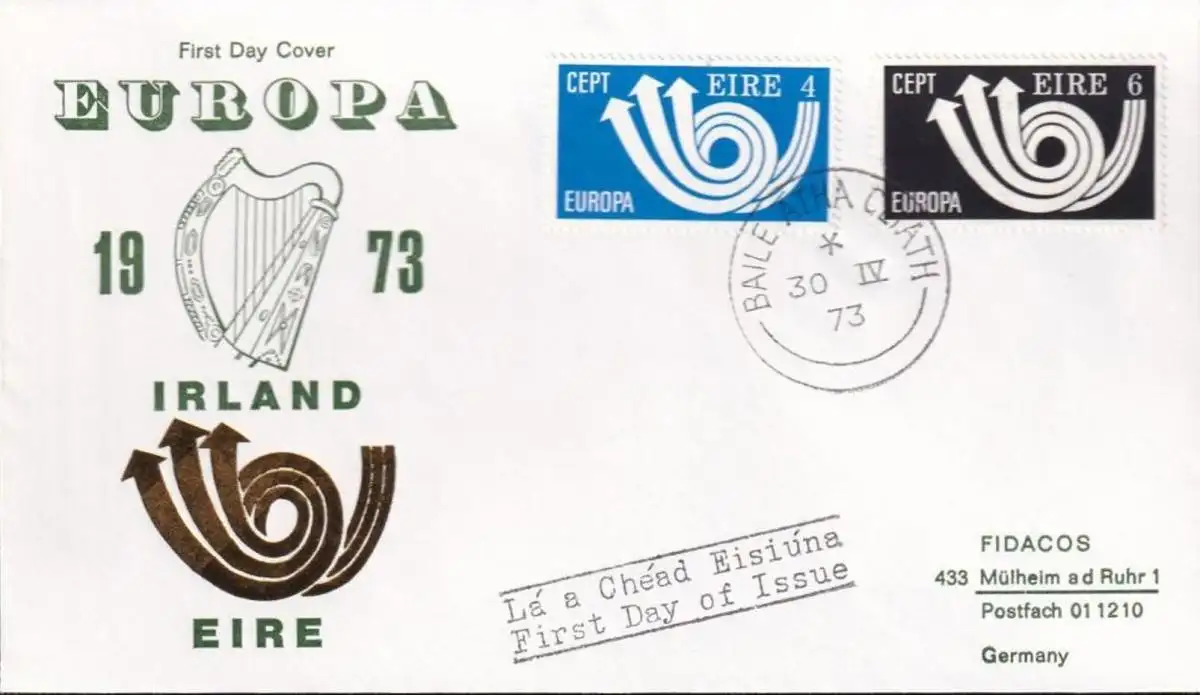 First Day Cover
EUROPA
19 73
IRLAND
EIRE
CEPT EIRE 4
EUROPA
CEPT EIRE 6
EUROPA
BAILE ATHA CLIATH
30 IV
73
Lá a Chéad Eisiúna
First Day of Issue
FIDACOS
433 Mülheim a d Ruhr 1
Postfach 01 1210
Germany